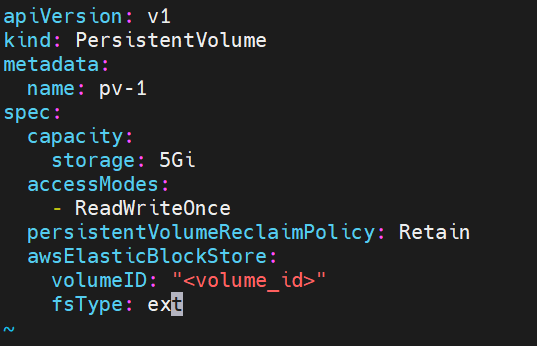 apiVersion: v1
kind: PersistentVolume
metadata:
  name: pv-1
spec:
  capacity:
    storage: 5Gi
  accessModes:
    - ReadWriteOnce
  persistentVolumeReclaimPolicy: Retain
  awsElasticBlockStore:
    volumeID: "<volume_id>"
    fsType: ext
~